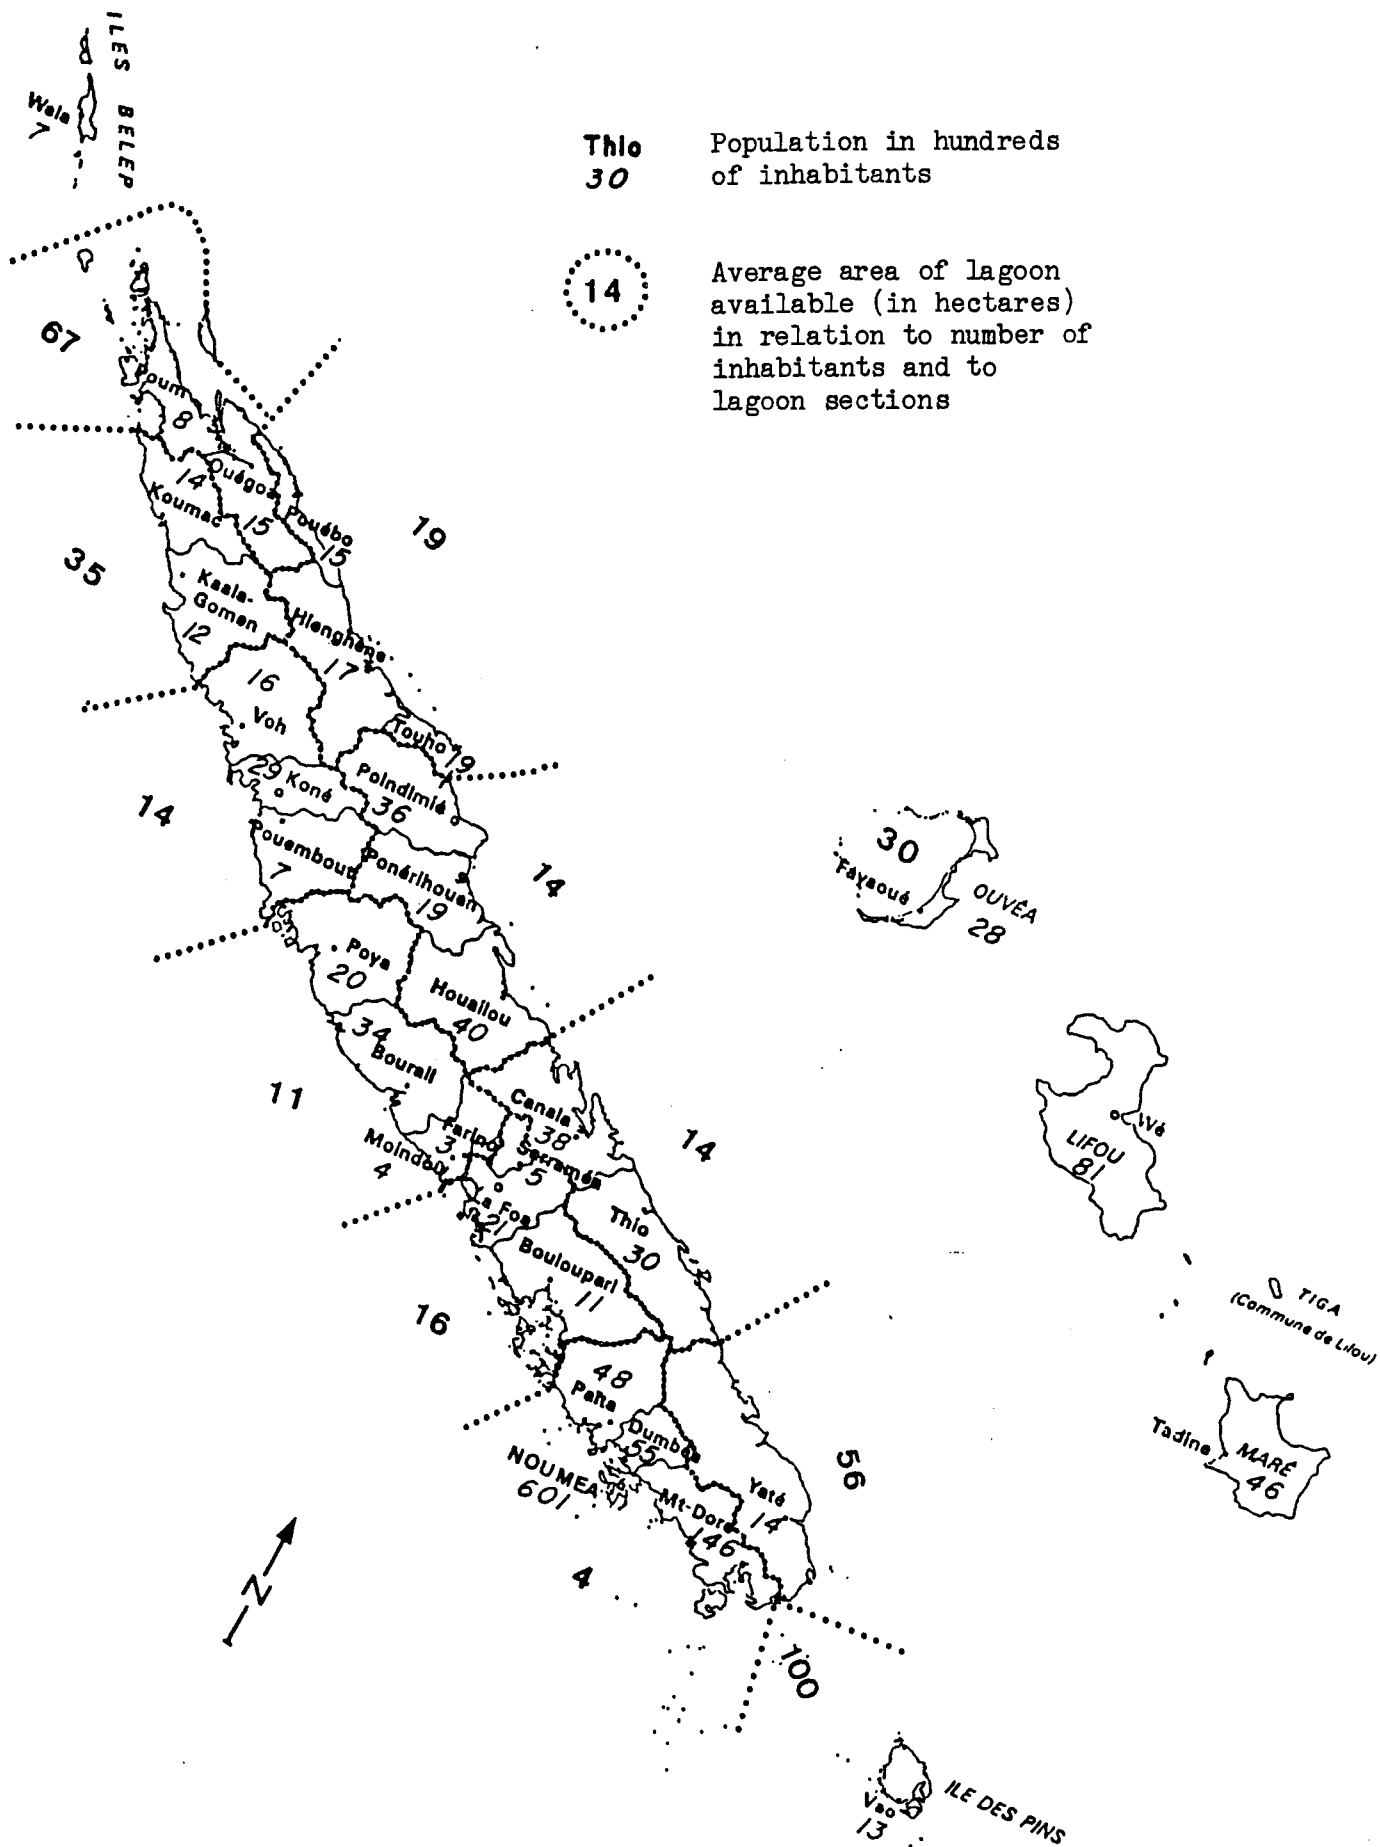 ILES BELEP
Wala
7
Thio
30
Population in hundreds
of inhabitants
14
Average area of lagoon
available (in hectares)
in relation to number of
inhabitants and to
lagoon sections
67
Poum
8
14
Koumac
Ouégoa
15
Pouébo
15
19
35
Kaala-
Gomen
12
Hienghène
17
16
Voh
Touho 19
29 Koné
Poindimié
36
14
Pouembout
7
Ponérihouen
19
14
30
Fayaoué
OUVÉA
28
Poya
20
Houailou
40
34
Bourail
11
Canala
38
Farino
3
Sarraméa
5
Moindou
4
14
Wé
LIFOU
81
La Foa
21
Thio
30
Bouloupari
11
16
TIGA
(Commune de Lifou)
48
Païta
Dumbéa
55
NOUMEA
601
Mt-Dore
146
Yaté
14
56
Tadine
MARÉ
46
4
N
100
Vao
13
ILE DES PINS